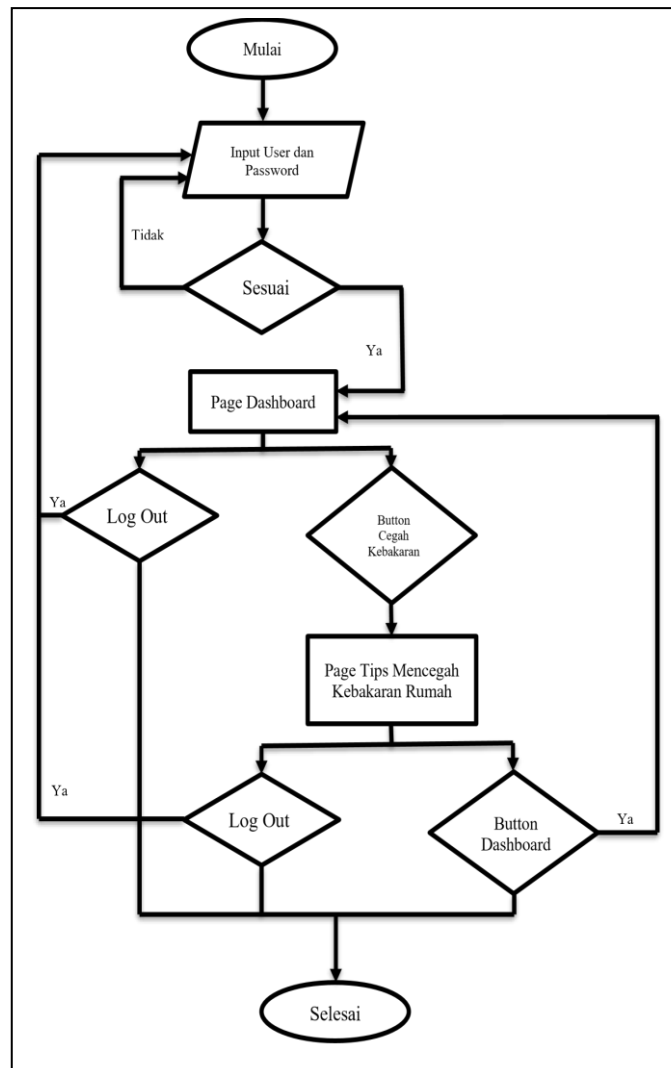 Mulai
Input User dan
Password
Tidak
Sesuai
Ya
Page Dashboard
Ya
Log Out
Button
Cegah
Kebakaran
Page Tips Mencegah
Kebakaran Rumah
Ya
Log Out
Button
Dashboard
Ya
Selesai